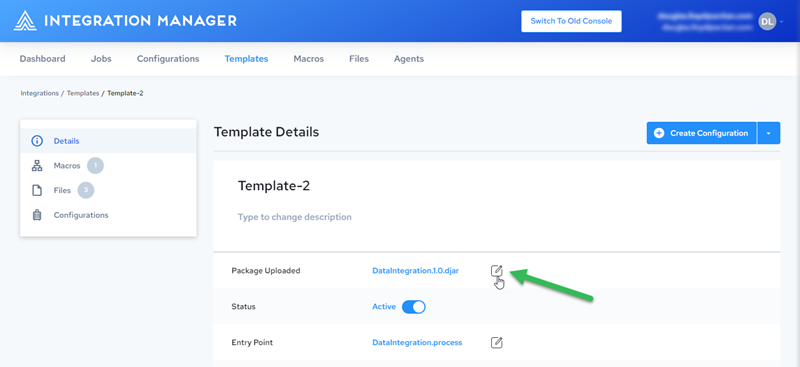 INTEGRATION MANAGER
Switch To Old Console
DL
Dashboard Jobs Configurations Templates Macros Files Agents
Integrations / Templates / Template-2
Details
Macros 1
Files 3
Configurations
Template Details
Create Configuration
Template-2
Type to change description
Package Uploaded DataIntegration.1.0.djar
Status Active
Entry Point DataIntegration.process